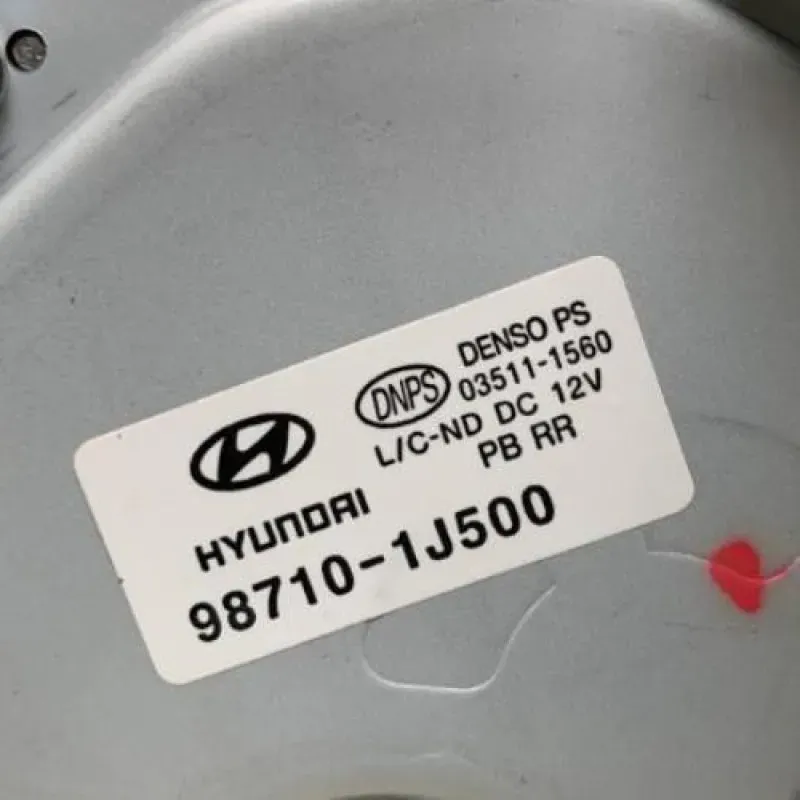 DNPS
DENSO PS
03511-1560
L/C-ND DC 12V
PB RR
HYUNDAI
98710-1J500